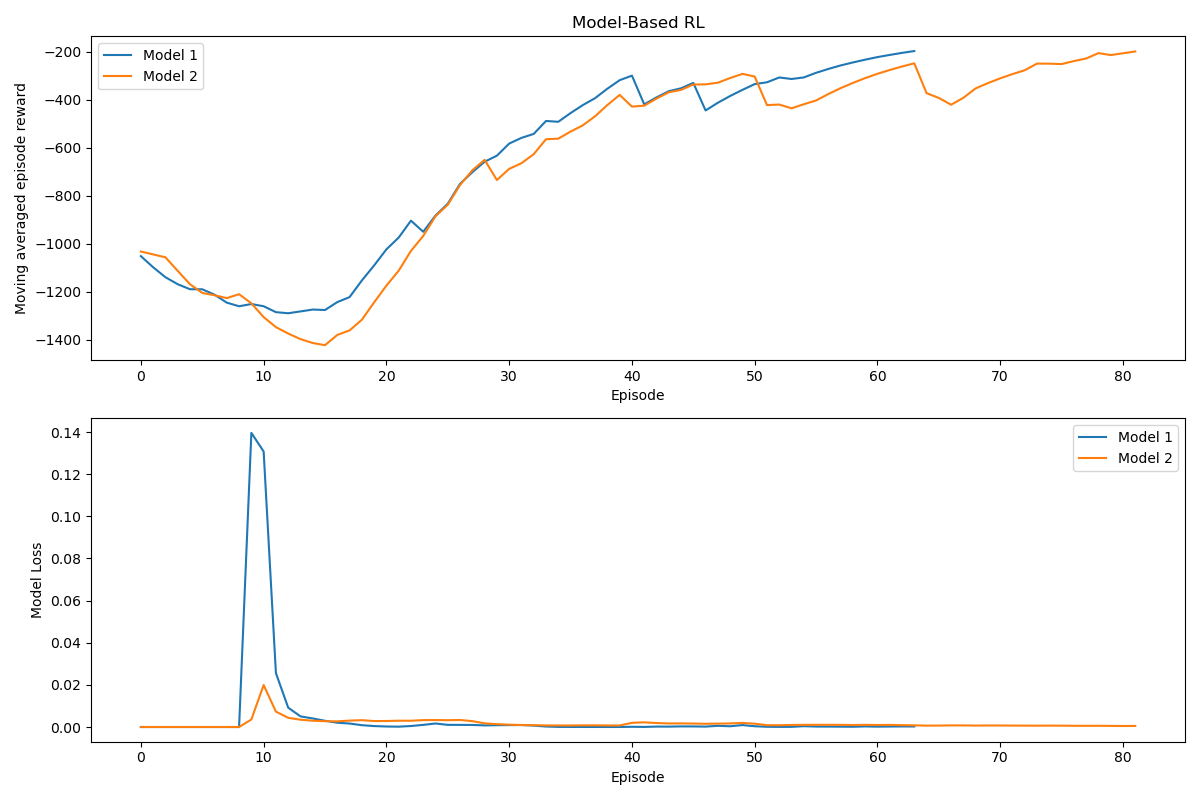 Model-Based RL
Moving averaged episode reward
−200
−400
−600
−800
−1000
−1200
−1400
Model 1
Model 2
0 10 20 30 40 50 60 70 80
Episode
Model Loss
0.14
0.12
0.10
0.08
0.06
0.04
0.02
0.00
Model 1
Model 2
0 10 20 30 40 50 60 70 80
Episode